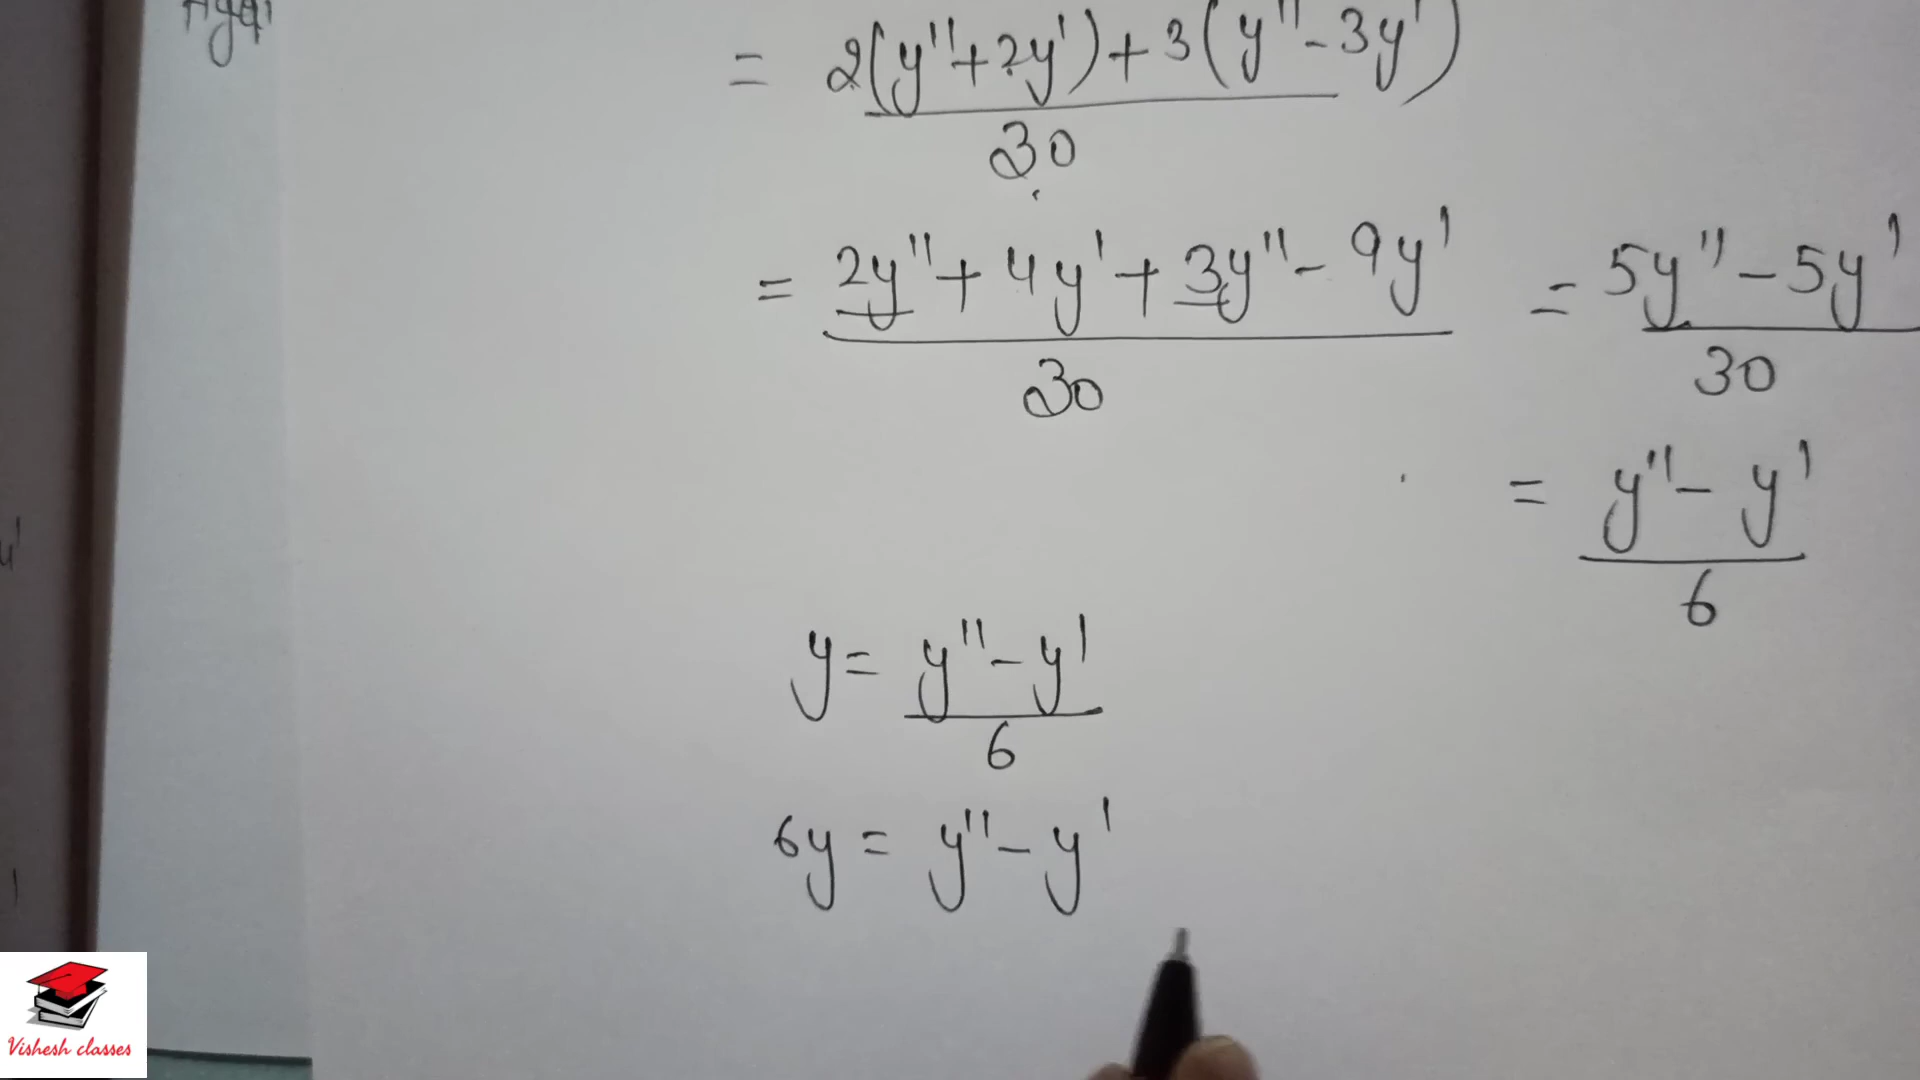 = 2(y''+2y')+3(y''-3y')
30
= 2y''+4y'+3y''-9y' = 5y''-5y'
30 30
= y''- y'
6
y= y''-y'
6
6y= y''-y'
Vishesh classes